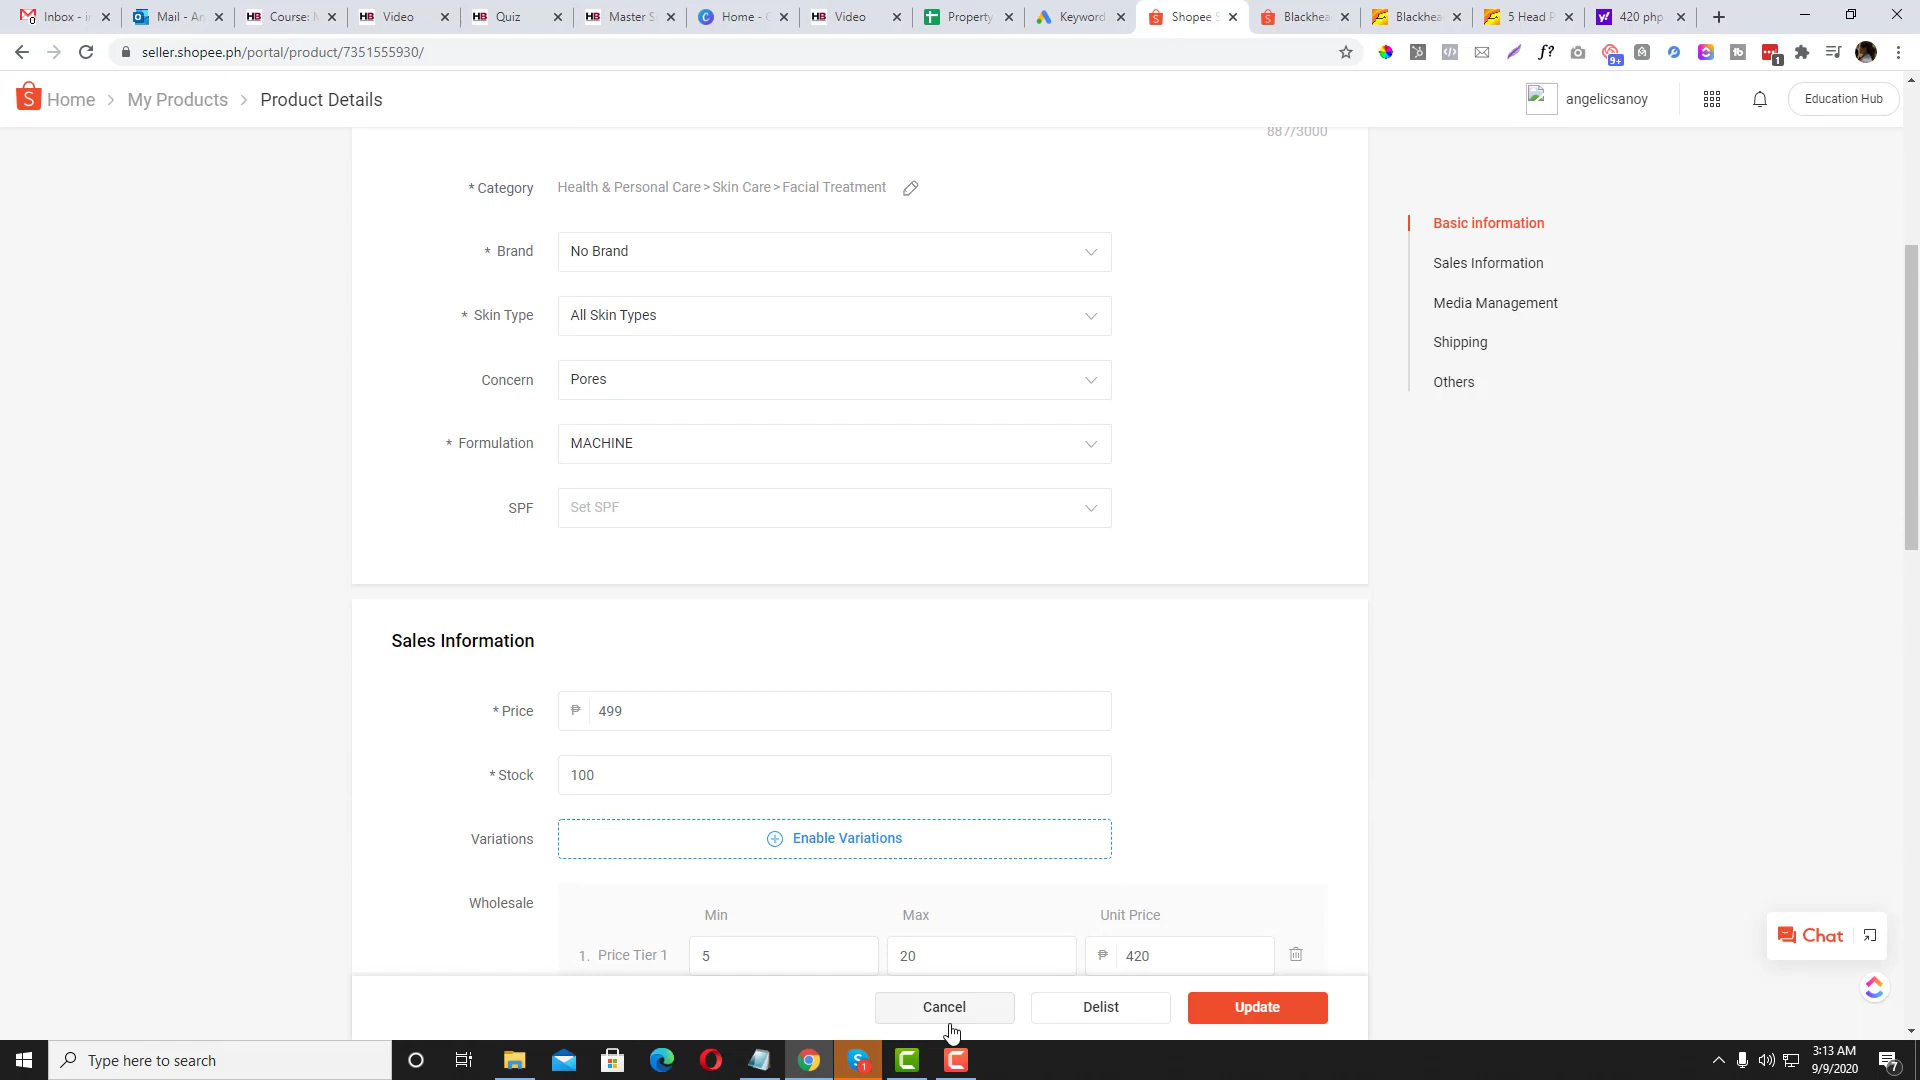 Inbox - in
Mail - An
Course: M
Video
Quiz
Master S
Home - C
Video
Property
Keyword
Shopee S
Blackhea
Blackhea
5 Head P
420 php
seller.shopee.ph/portal/product/7351555930/
Home > My Products > Product Details
angelicsanoy
Education Hub
887/3000
* Category Health & Personal Care > Skin Care > Facial Treatment
* Brand No Brand
* Skin Type All Skin Types
Concern Pores
* Formulation MACHINE
SPF Set SPF
Basic information
Sales Information
Media Management
Shipping
Others
Sales Information
* Price ₱ 499
* Stock 100
Variations Enable Variations
Wholesale
Min Max Unit Price
1. Price Tier 1 5 20 ₱ 420
Cancel Delist Update
Chat
Type here to search
3:13 AM
9/9/2020